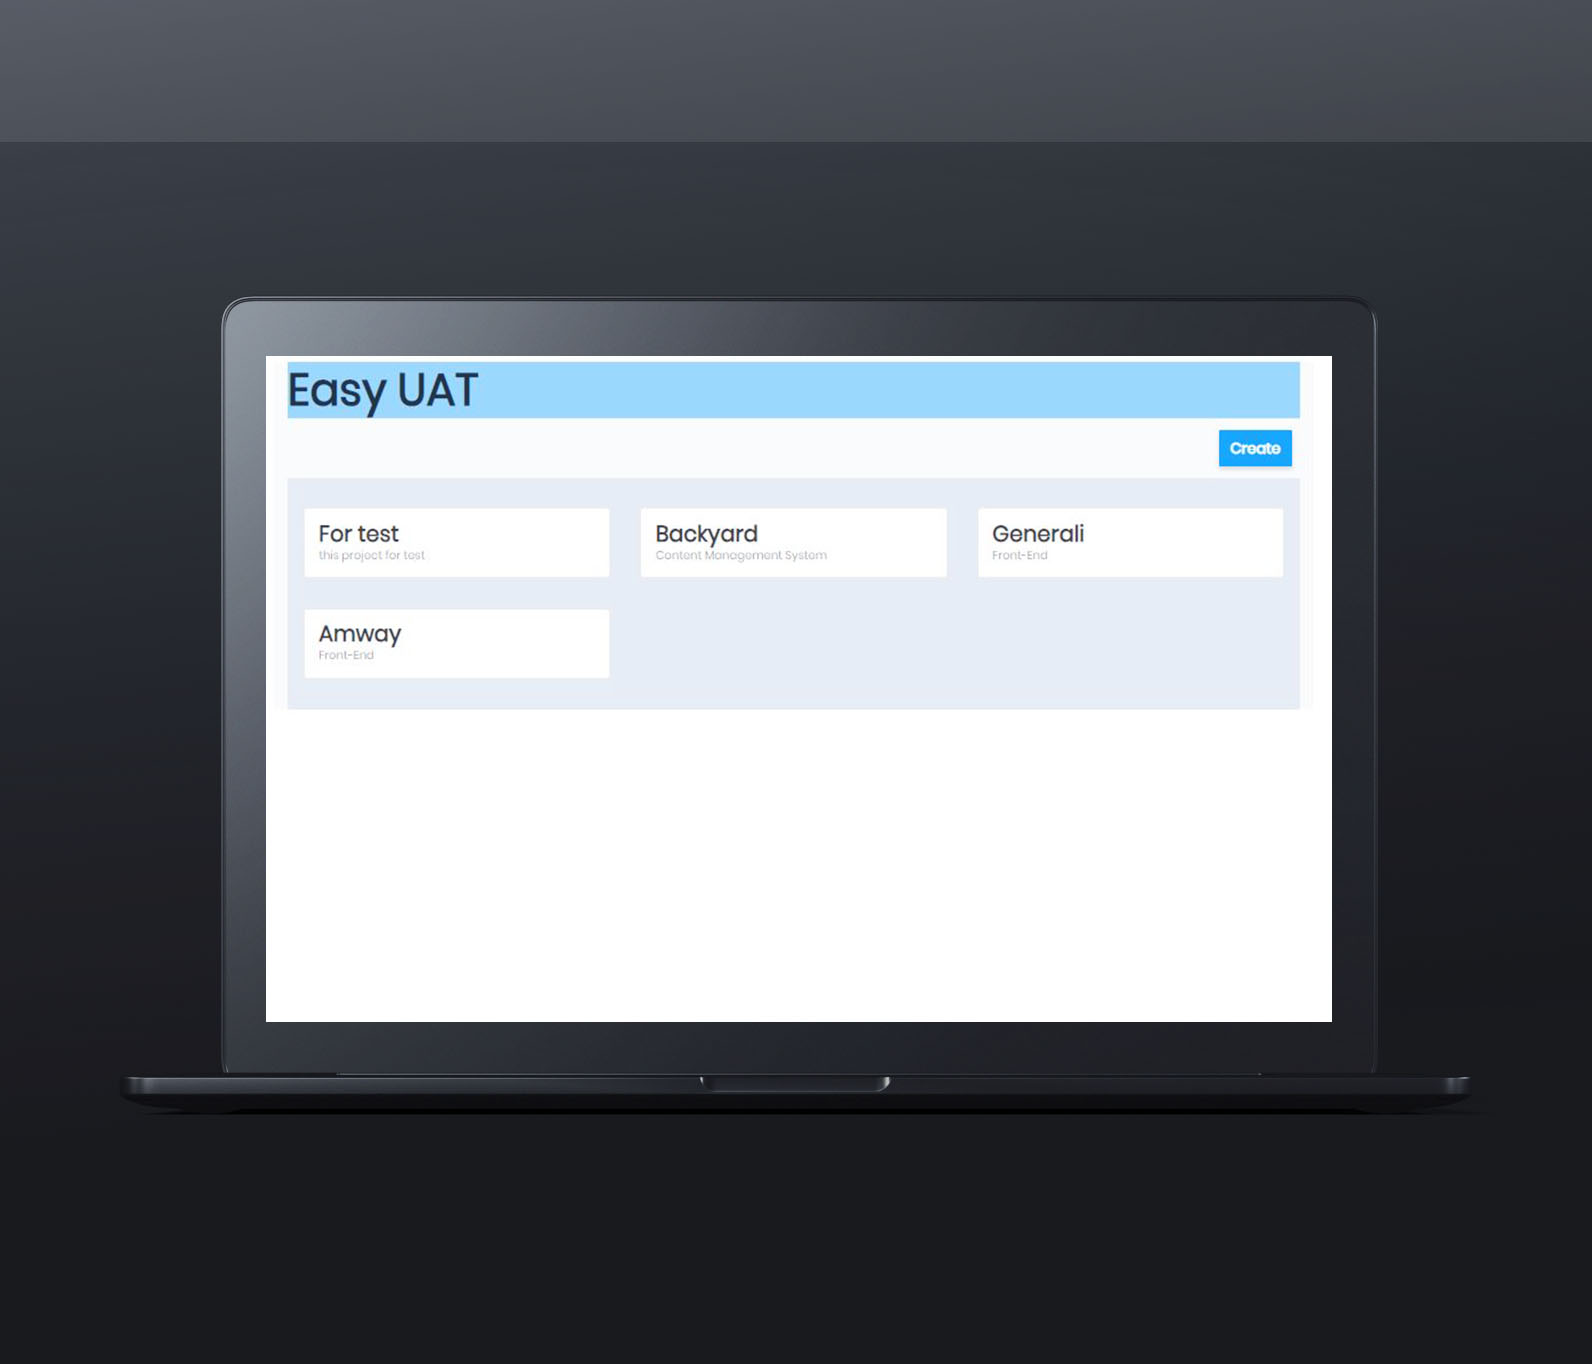 Easy UAT
Create
For test
this project for test
Backyard
Content Management System
Generali
Front-End
Amway
Front-End